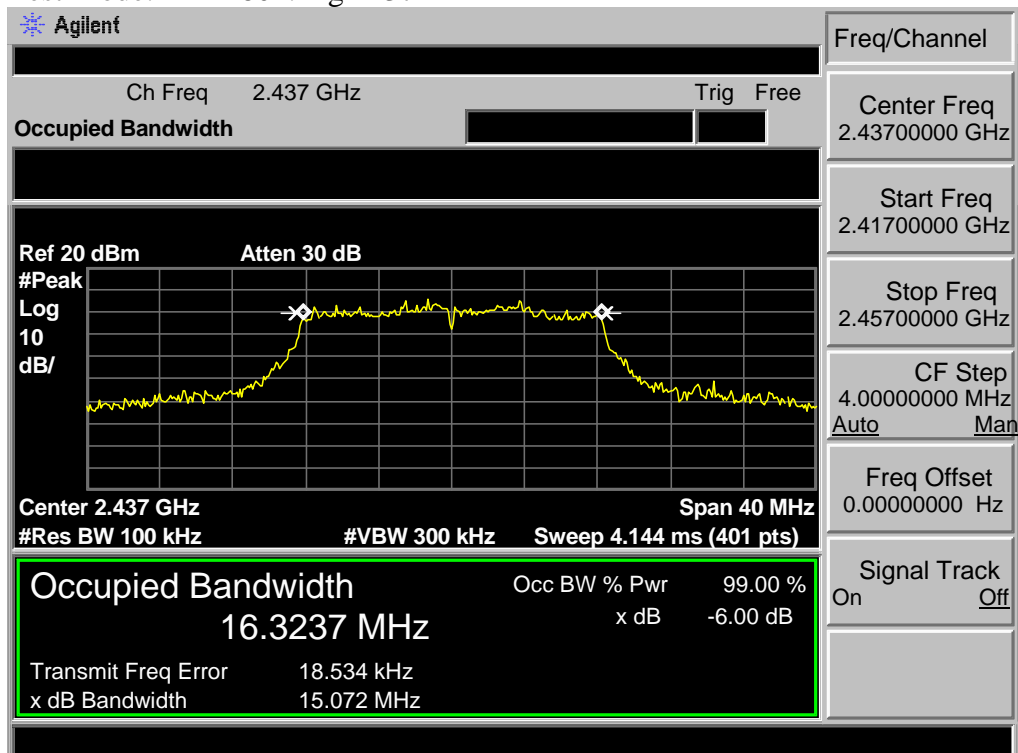 Agilent
Freq/Channel
Ch Freq 2.437 GHz Trig Free
Occupied Bandwidth
Center Freq
2.43700000 GHz
Start Freq
2.41700000 GHz
Stop Freq
2.45700000 GHz
CF Step
4.00000000 MHz
Auto Man
Freq Offset
0.00000000 Hz
Signal Track
On Off
Ref 20 dBm Atten 30 dB
#Peak
Log
10
dB/
Center 2.437 GHz Span 40 MHz
#Res BW 100 kHz #VBW 300 kHz Sweep 4.144 ms (401 pts)
Occupied Bandwidth Occ BW % Pwr 99.00 %
16.3237 MHz x dB -6.00 dB
Transmit Freq Error 18.534 kHz
x dB Bandwidth 15.072 MHz